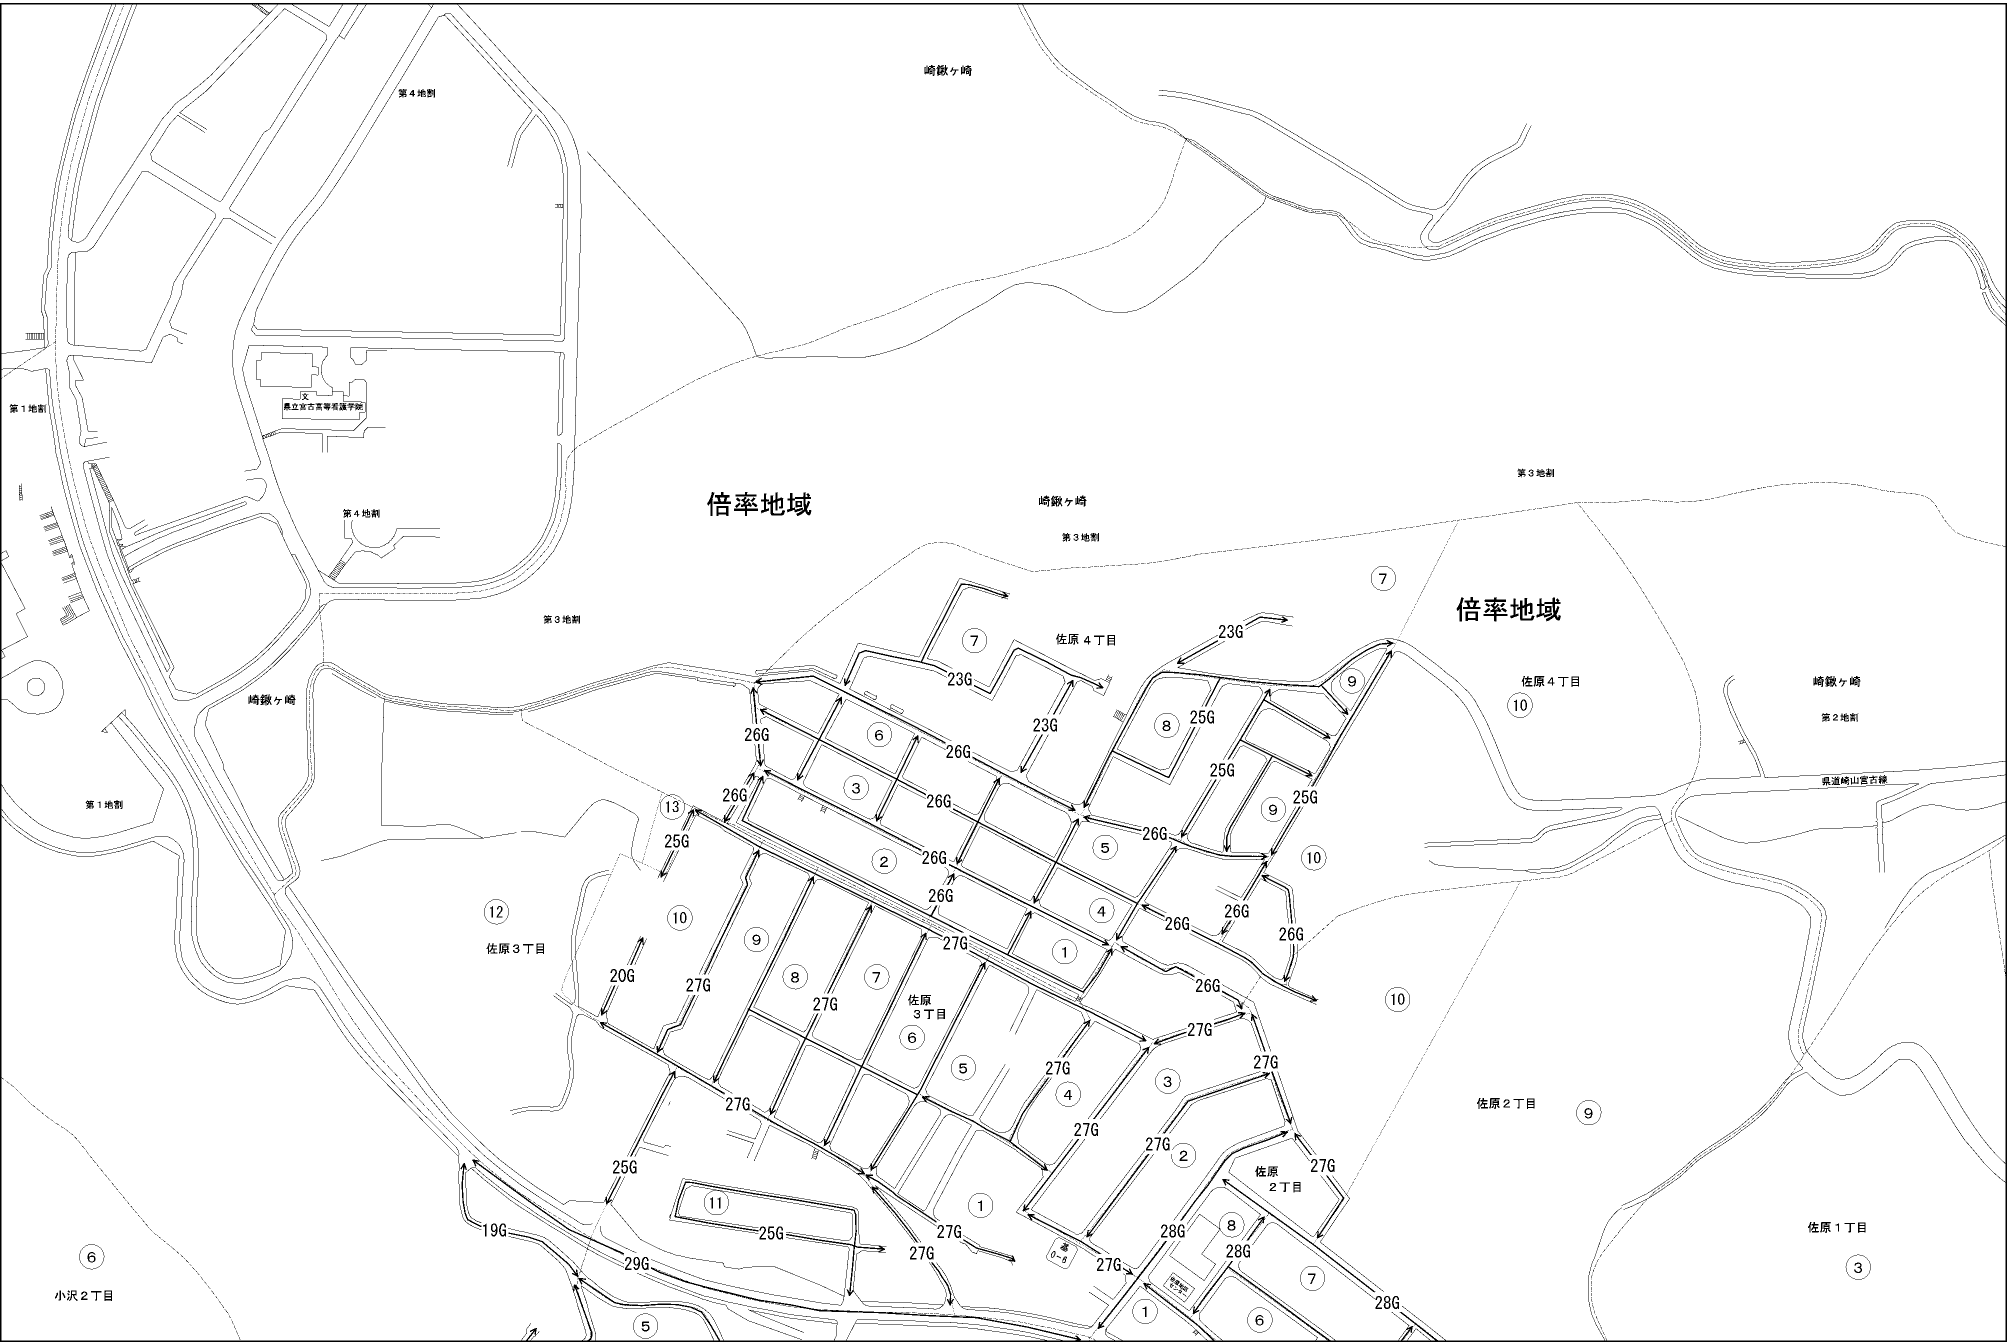 崎鍬ヶ崎
第４地割
県立宮古高等看護学院
第１地割
第４地割
倍率地域
崎鍬ヶ崎
第３地割
第３地割
第３地割
⑦
倍率地域
⑦
佐原４丁目
23G
23G
23G
⑨
佐原４丁目
⑩
崎鍬ヶ崎
第２地割
崎鍬ヶ崎
県道崎山宮古線
第１地割
26G
⑥
26G
⑧
25G
25G
25G
⑨
③
26G
26G
⑬
25G
26G
⑤
⑩
②
26G
26G
④
26G
26G
26G
⑫
佐原３丁目
⑩
⑨
27G
①
20G
27G
⑧
27G
⑦
佐原
３丁目
⑥
26G
⑩
27G
27G
⑤
27G
④
③
27G
27G
27G
②
佐原２丁目
⑨
25G
佐原
２丁目
27G
⑪
25G
①
27G
27G
27G
0-6
28G
⑧
28G
⑦
28G
①
⑥
佐原１丁目
③
19G
29G
⑤
⑥
小沢２丁目